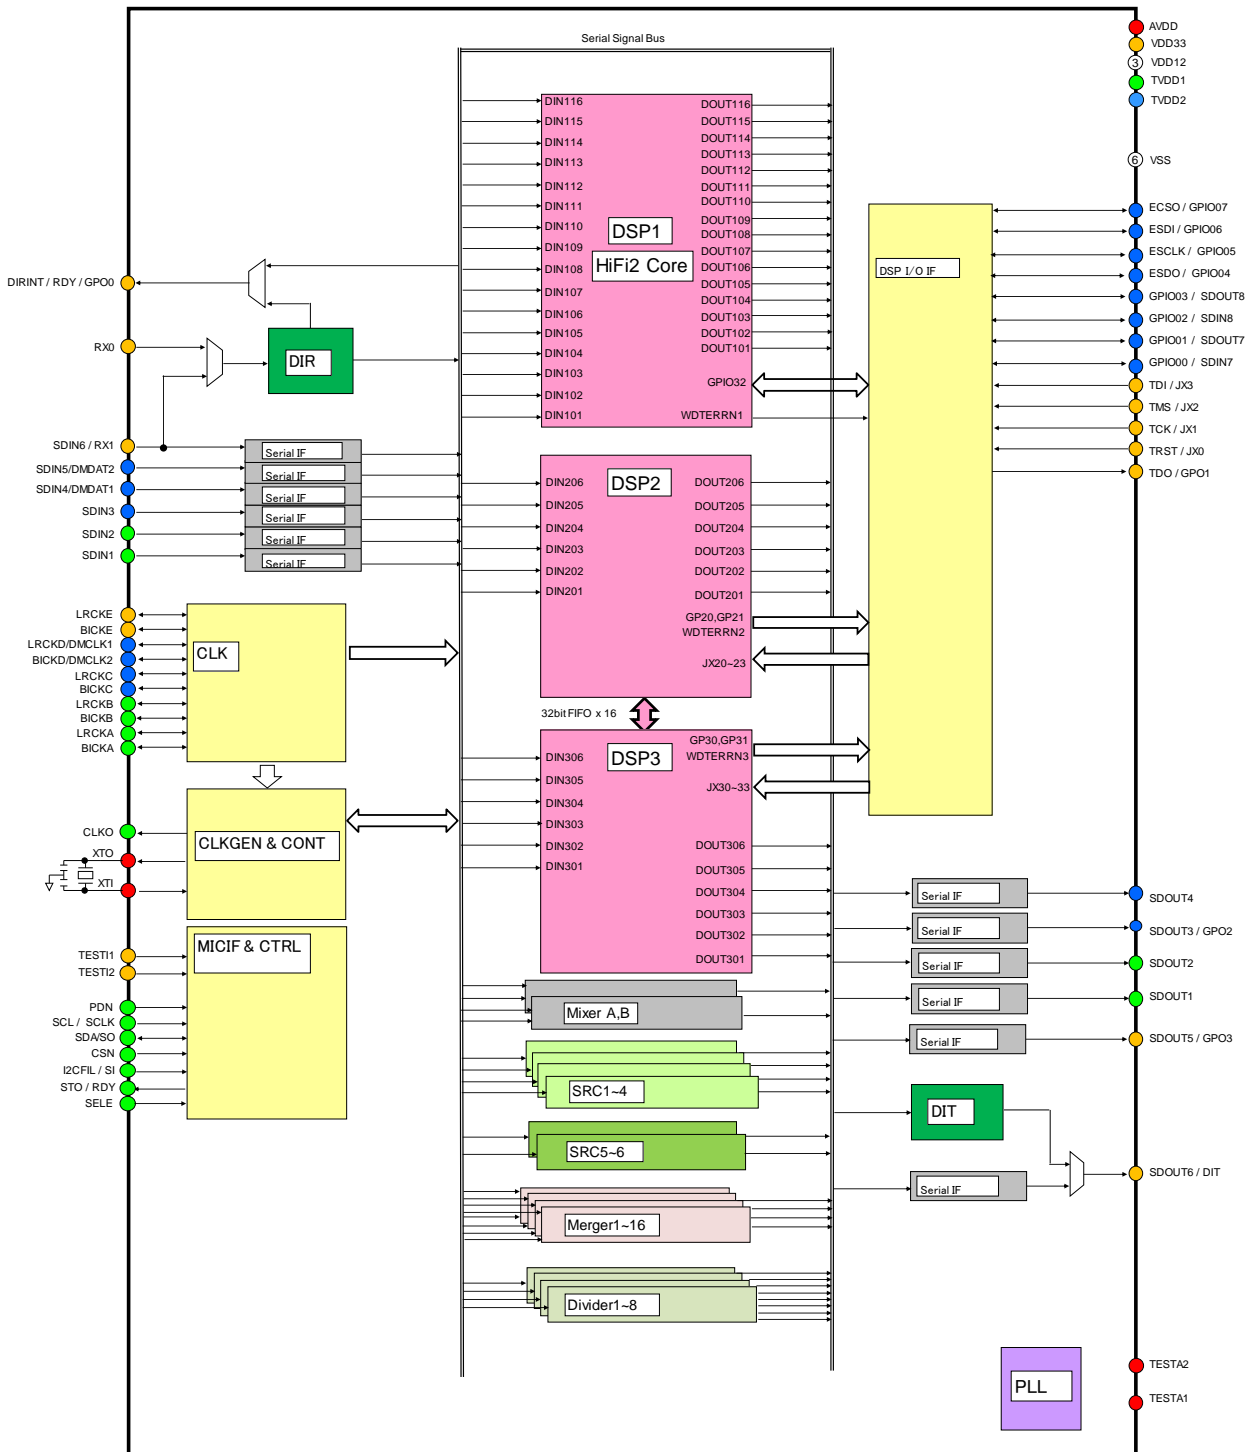 Serial Signal Bus
AVDD
VDD33
3 VDD12
TVDD1
TVDD2
6 VSS
DIN116
DIN115
DIN114
DIN113
DIN112
DIN111
DIN110
DIN109
DIN108
DIN107
DIN106
DIN105
DIN104
DIN103
DIN102
DIN101
DSP1
HiFi2 Core
DOUT116
DOUT115
DOUT114
DOUT113
DOUT112
DOUT111
DOUT110
DOUT109
DOUT108
DOUT107
DOUT106
DOUT105
DOUT104
DOUT103
DOUT102
DOUT101
GPIO32
WDTERRN1
DSP I/O IF
ECSO / GPIO07
ESDI / GPIO06
ESCLK / GPIO05
ESDO / GPIO04
GPIO03 / SDOUT8
GPIO02 / SDIN8
GPIO01 / SDOUT7
GPIO00 / SDIN7
TDI / JX3
TMS / JX2
TCK / JX1
TRST / JX0
TDO / GPO1
DIRINT / RDY / GPO0
RX0
DIR
SDIN6 / RX1
SDIN5/DMDAT2
SDIN4/DMDAT1
SDIN3
SDIN2
SDIN1
Serial IF
Serial IF
Serial IF
Serial IF
Serial IF
Serial IF
DIN206
DIN205
DIN204
DIN203
DIN202
DIN201
DSP2
DOUT206
DOUT205
DOUT204
DOUT203
DOUT202
DOUT201
GP20,GP21
WDTERRN2
JX20~23
LRCKE
BICKE
LRCKD/DMCLK1
BICKD/DMCLK2
LRCKC
BICKC
LRCKB
BICKB
LRCKA
BICKA
CLK
32bit FIFO x 16
DIN306
DIN305
DIN304
DIN303
DIN302
DIN301
DSP3
GP30,GP31
WDTERRN3
JX30~33
DOUT306
DOUT305
DOUT304
DOUT303
DOUT302
DOUT301
CLKO
XTO
XTI
CLKGEN & CONT
TESTI1
TESTI2
PDN
SCL / SCLK
SDA/SO
CSN
I2CFIL / SI
STO / RDY
SELE
MICIF & CTRL
Mixer A,B
SRC1~4
SRC5~6
Merger1~16
Divider1~8
Serial IF
SDOUT4
Serial IF
SDOUT3 / GPO2
Serial IF
SDOUT2
Serial IF
SDOUT1
Serial IF
SDOUT5 / GPO3
DIT
Serial IF
SDOUT6 / DIT
PLL
TESTA2
TESTA1